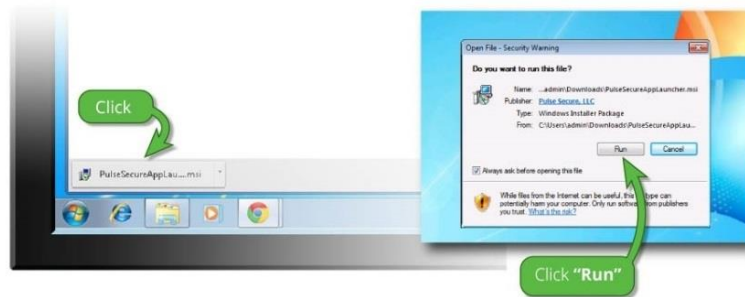 Click
PulseSecureAppLau....msi
Open File - Security Warning
Do you want to run this file?
Name: ...admin\Downloads\PulseSecureAppLauncher.msi
Publisher: Pulse Secure, LLC
Type: Windows Installer Package
From: C:\Users\admin\Downloads\PulseSecureAppLau...
Run
Cancel
Always ask before opening this file
While files from the Internet can be useful, this type can
potentially harm your computer. Only run software from publishers
you trust. What's the risk?
Click "Run"